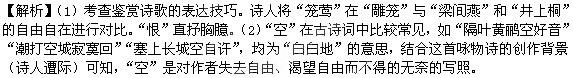 【解析】（1）考查鉴赏诗歌的表达技巧。诗人将“笼莺”在“雕笼”与“梁间燕”和“井上桐”
的自由自在进行对比。“恨”直抒胸臆。（2）“空”在古诗词中比较常见，如“隔叶黄鹂空好音”
“潮打空城寂寞回”“塞上长城空自许”，均为“白白地”的意思，结合这首咏物诗的创作背景
（诗人遭际）可知，“空”是对作者失去自由、渴望自由而不得的无奈的写照。